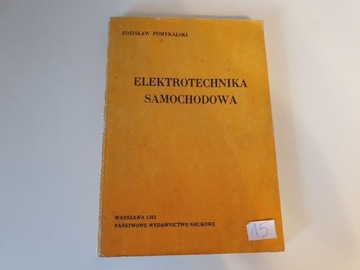 ZDZISŁAW POMYKALSKI
ELEKTROTECHNIKA
SAMOCHODOWA
WARSZAWA
PAŃSTWOWE WYDAWNICTWO NAUKOWE
15